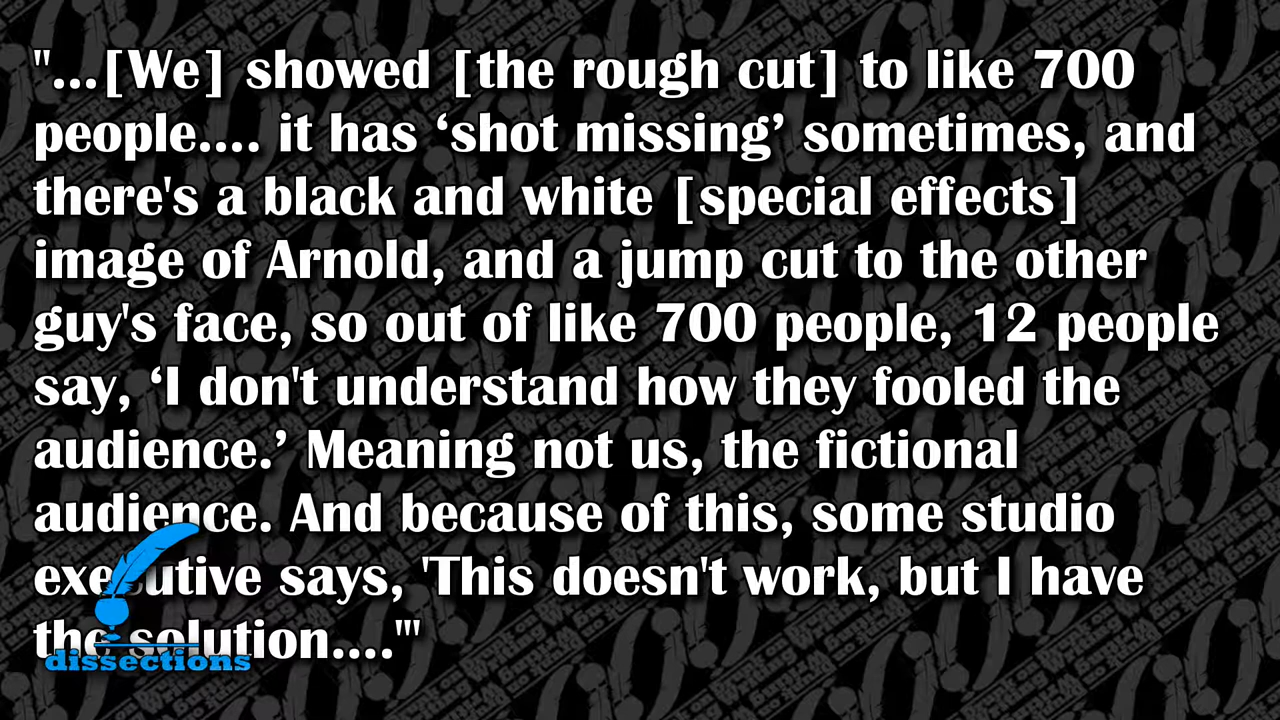 "...[We] showed [the rough cut] to like 700
people.... it has ‘shot missing’ sometimes, and
there's a black and white [special effects]
image of Arnold, and a jump cut to the other
guy's face, so out of like 700 people, 12 people
say, ‘I don't understand how they fooled the
audience.’ Meaning not us, the fictional
audience. And because of this, some studio
executive says, 'This doesn't work, but I have
the solution....'"
dissections